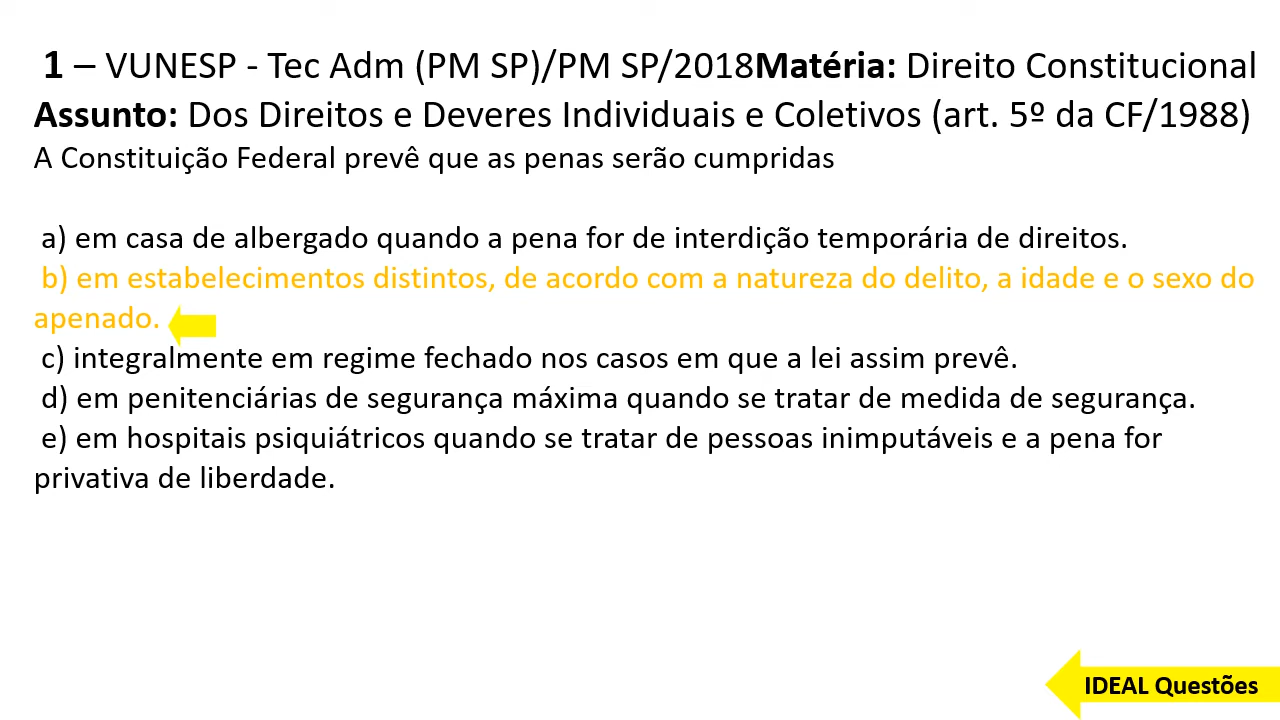 1 – VUNESP - Tec Adm (PM SP)/PM SP/2018Matéria: Direito Constitucional
Assunto: Dos Direitos e Deveres Individuais e Coletivos (art. 5º da CF/1988)
A Constituição Federal prevê que as penas serão cumpridas
a) em casa de albergado quando a pena for de interdição temporária de direitos.
b) em estabelecimentos distintos, de acordo com a natureza do delito, a idade e o sexo do
apenado.
c) integralmente em regime fechado nos casos em que a lei assim prevê.
d) em penitenciárias de segurança máxima quando se tratar de medida de segurança.
e) em hospitais psiquiátricos quando se tratar de pessoas inimputáveis e a pena for
privativa de liberdade.
IDEAL Questões